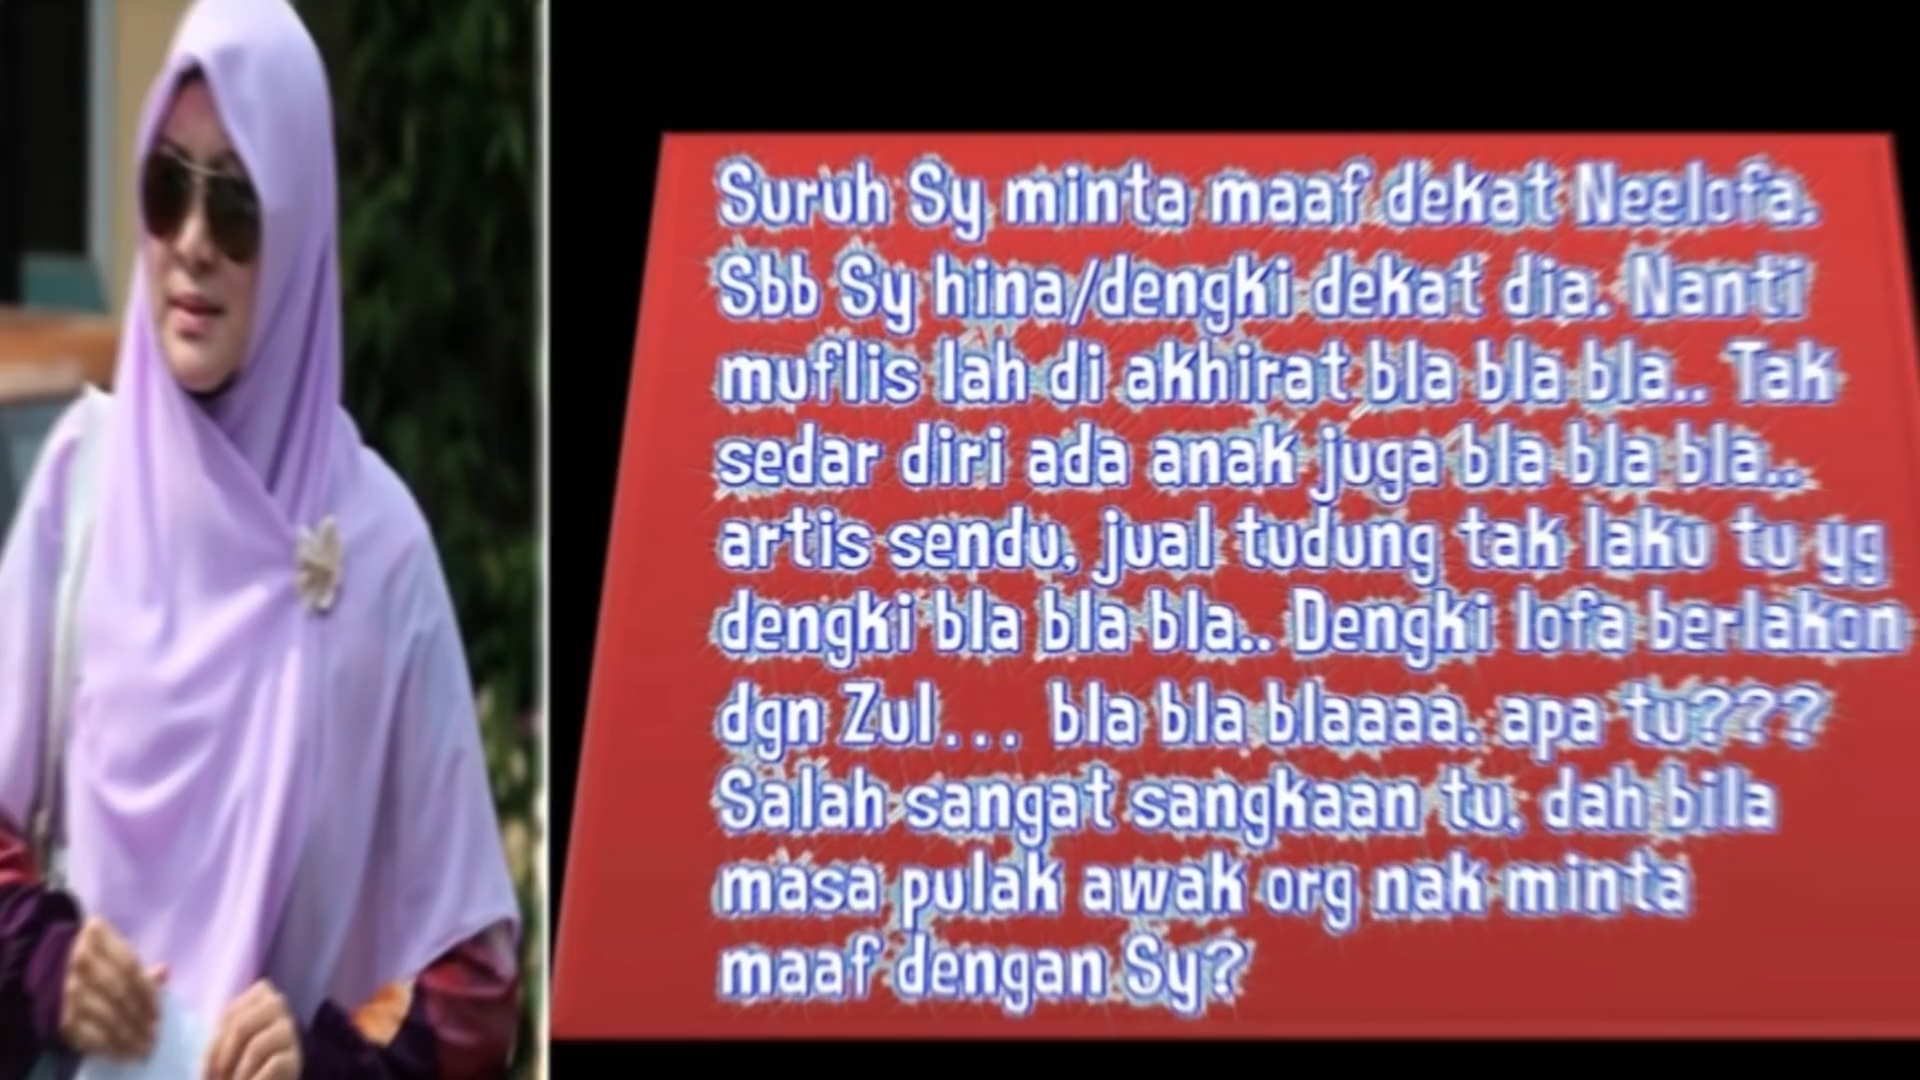 Suruh Sy minta maaf dekat Neelofa.
Sbb Sy hina/dengki dekat dia. Nanti
muflis lah di akhirat bla bla bla.. Tak
sedar diri ada anak juga bla bla bla..
artis sendu, jual tudung tak laku tu yg
dengki bla bla bla.. Dengki lofa berlakon
dgn Zul... bla bla blaaaa. apa tu???
Salah sangat sangkaan tu. dah bila
masa pulak awak org nak minta
maaf dengan Sy?